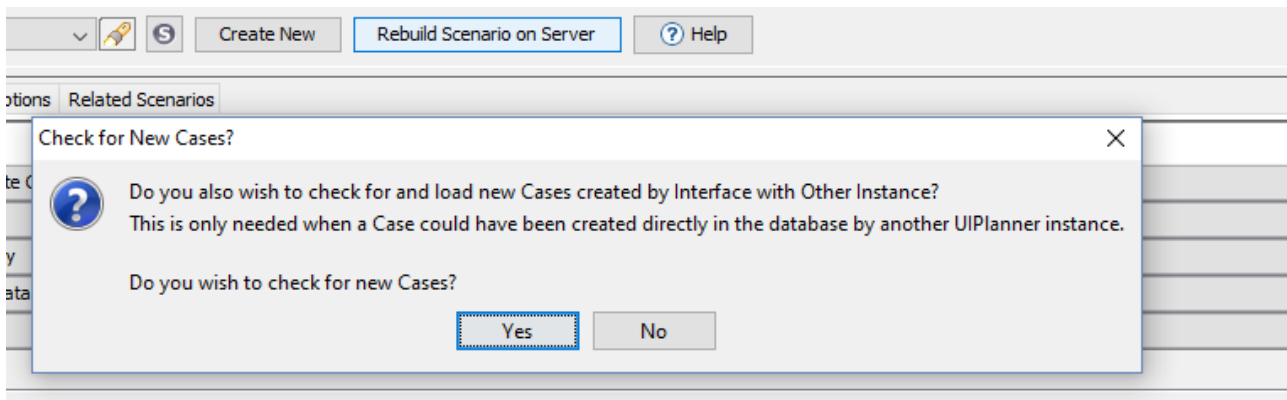 Create New Rebuild Scenario on Server Help
Related Scenarios
Check for New Cases?
Do you also wish to check for and load new Cases created by Interface with Other Instance?
This is only needed when a Case could have been created directly in the database by another UIPlanner instance.
Do you wish to check for new Cases?
Yes No